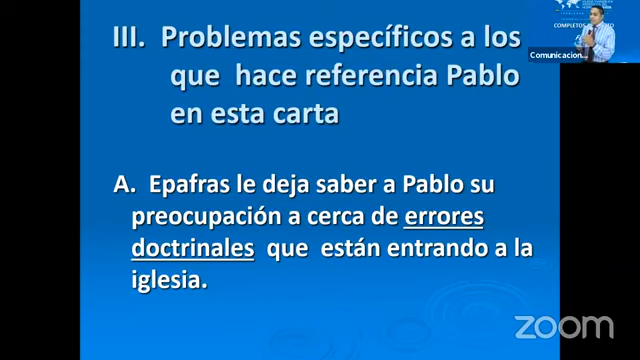 III. Problemas específicos a los
que hace referencia Pablo
en esta carta
COMPLETOS
Comunicacion...
A. Epafras le deja saber a Pablo su
preocupación a cerca de errores
doctrinales que están entrando a la
iglesia.
zoom